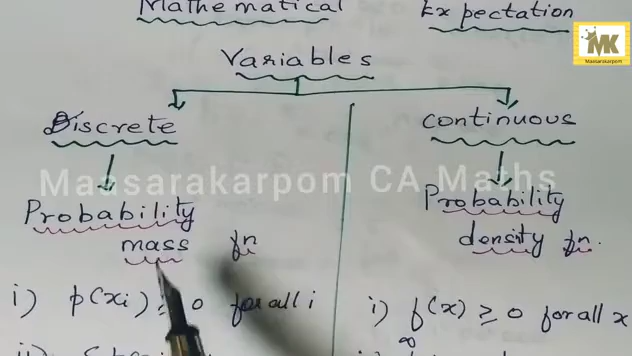 Mathematical Expectation
MK
Maasarakarpom
Variables
Discrete
continuous
Maasarakarpom CA Maths
Probability
mass fn
Probability
density fn.
i) p(xi) ≥ 0 for all i
i) f(x) ≥ 0 for all x
∞